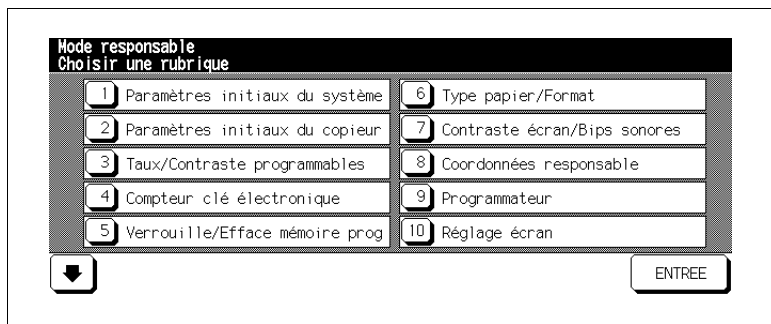 Mode responsable
Choisir une rubrique
1 Paramètres initiaux du système
2 Paramètres initiaux du copieur
3 Taux/Contraste programmables
4 Compteur clé électronique
5 Verrouille/Efface mémoire prog
6 Type papier/Format
7 Contraste écran/Bips sonores
8 Coordonnées responsable
9 Programmateur
10 Réglage écran
ENTREE